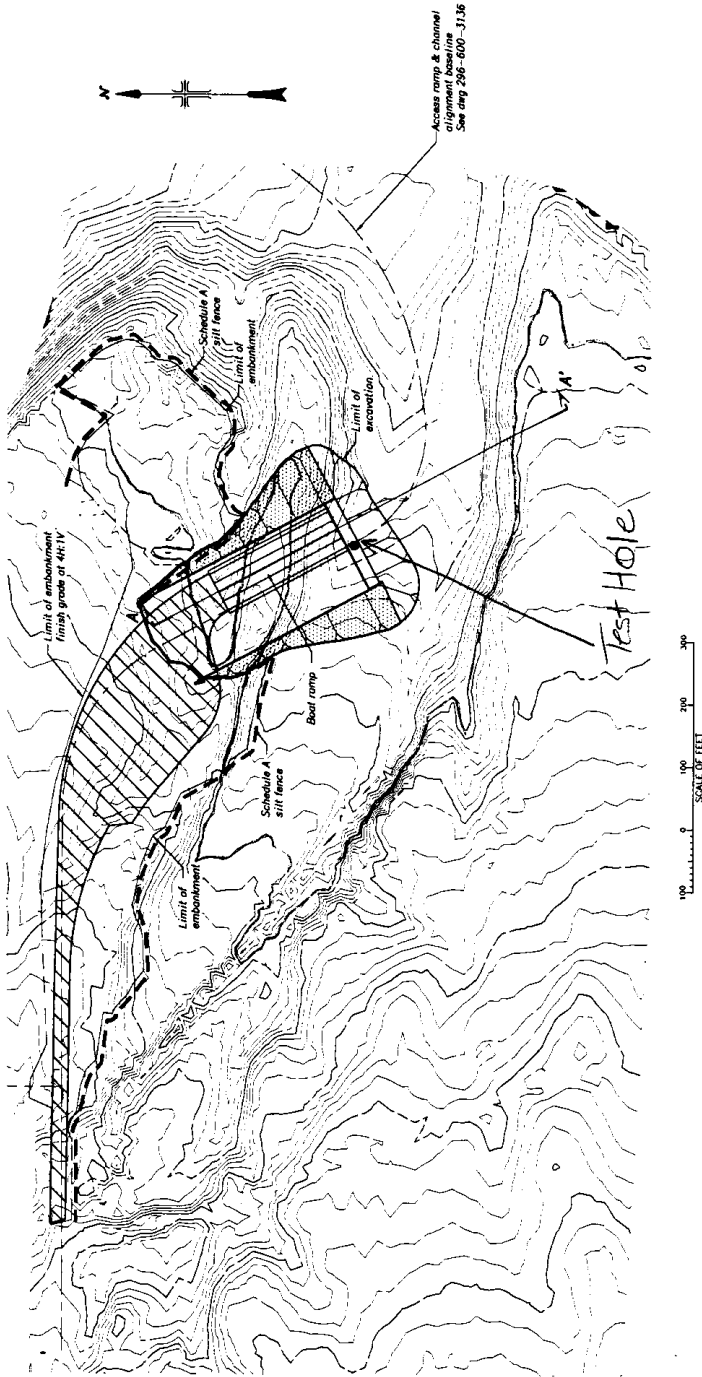 N
Access ramp & channel
alignment baseline
See dwg 296-600-3136
Schedule A
silt fence
Limit of
embankment
Limit of
excavation
Limit of embankment
finish grade at 4H:1V
A
A'
Boat ramp
Schedule A
silt fence
Limit of
embankment
Test Hole
100 0 100 200 300
SCALE OF FEET